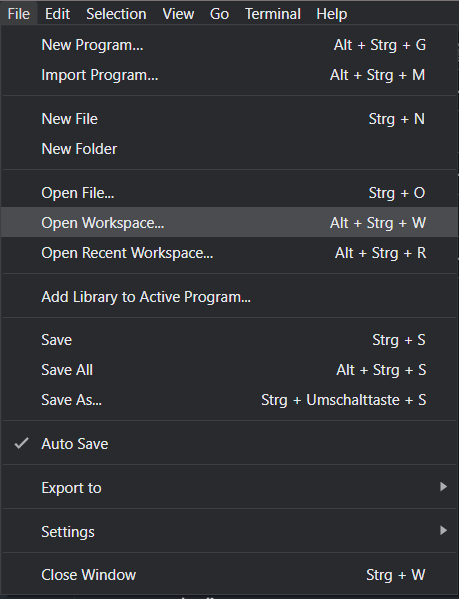 File Edit Selection View Go Terminal Help
New Program... Alt + Strg + G
Import Program... Alt + Strg + M
New File Strg + N
New Folder
Open File... Strg + O
Open Workspace... Alt + Strg + W
Open Recent Workspace... Alt + Strg + R
Add Library to Active Program...
Save Strg + S
Save All Alt + Strg + S
Save As... Strg + Umschalttaste + S
Auto Save
Export to
Settings
Close Window Strg + W